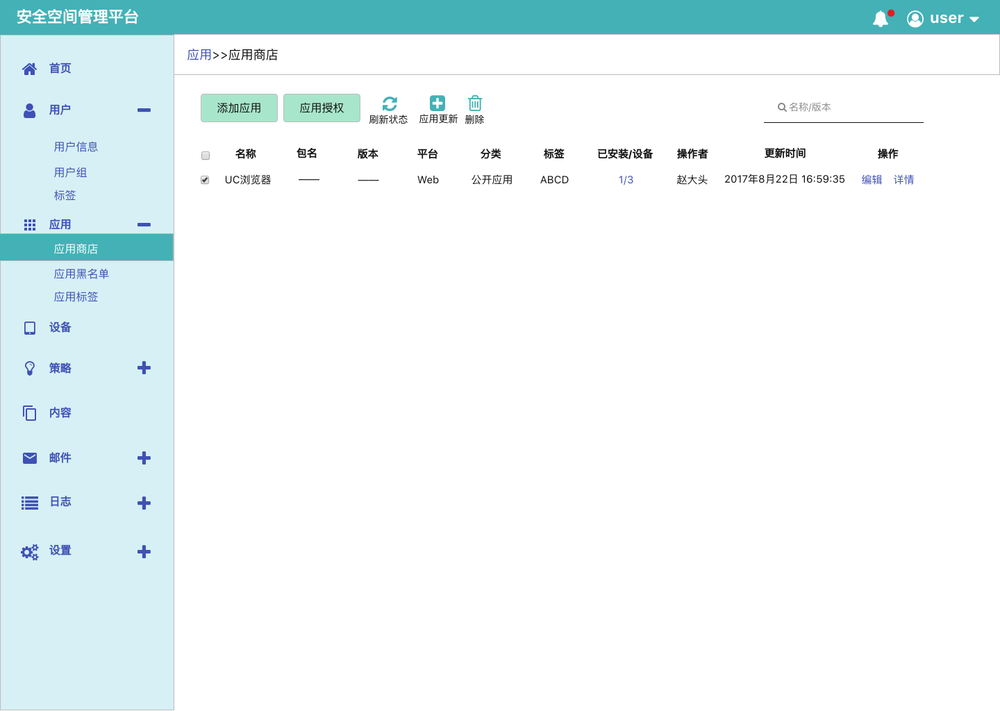 安全空间管理平台
user
首页
用户
用户信息
用户组
标签
应用
应用商店
应用黑名单
应用标签
设备
策略
内容
邮件
日志
设置
应用>>应用商店
添加应用 应用授权 刷新状态 应用更新 删除
名称/版本
名称 包名 版本 平台 分类 标签 已安装/设备 操作者 更新时间 操作
UC浏览器 —— —— Web 公开应用 ABCD 1/3 赵大头 2017年8月22日 16:59:35 编辑 详情